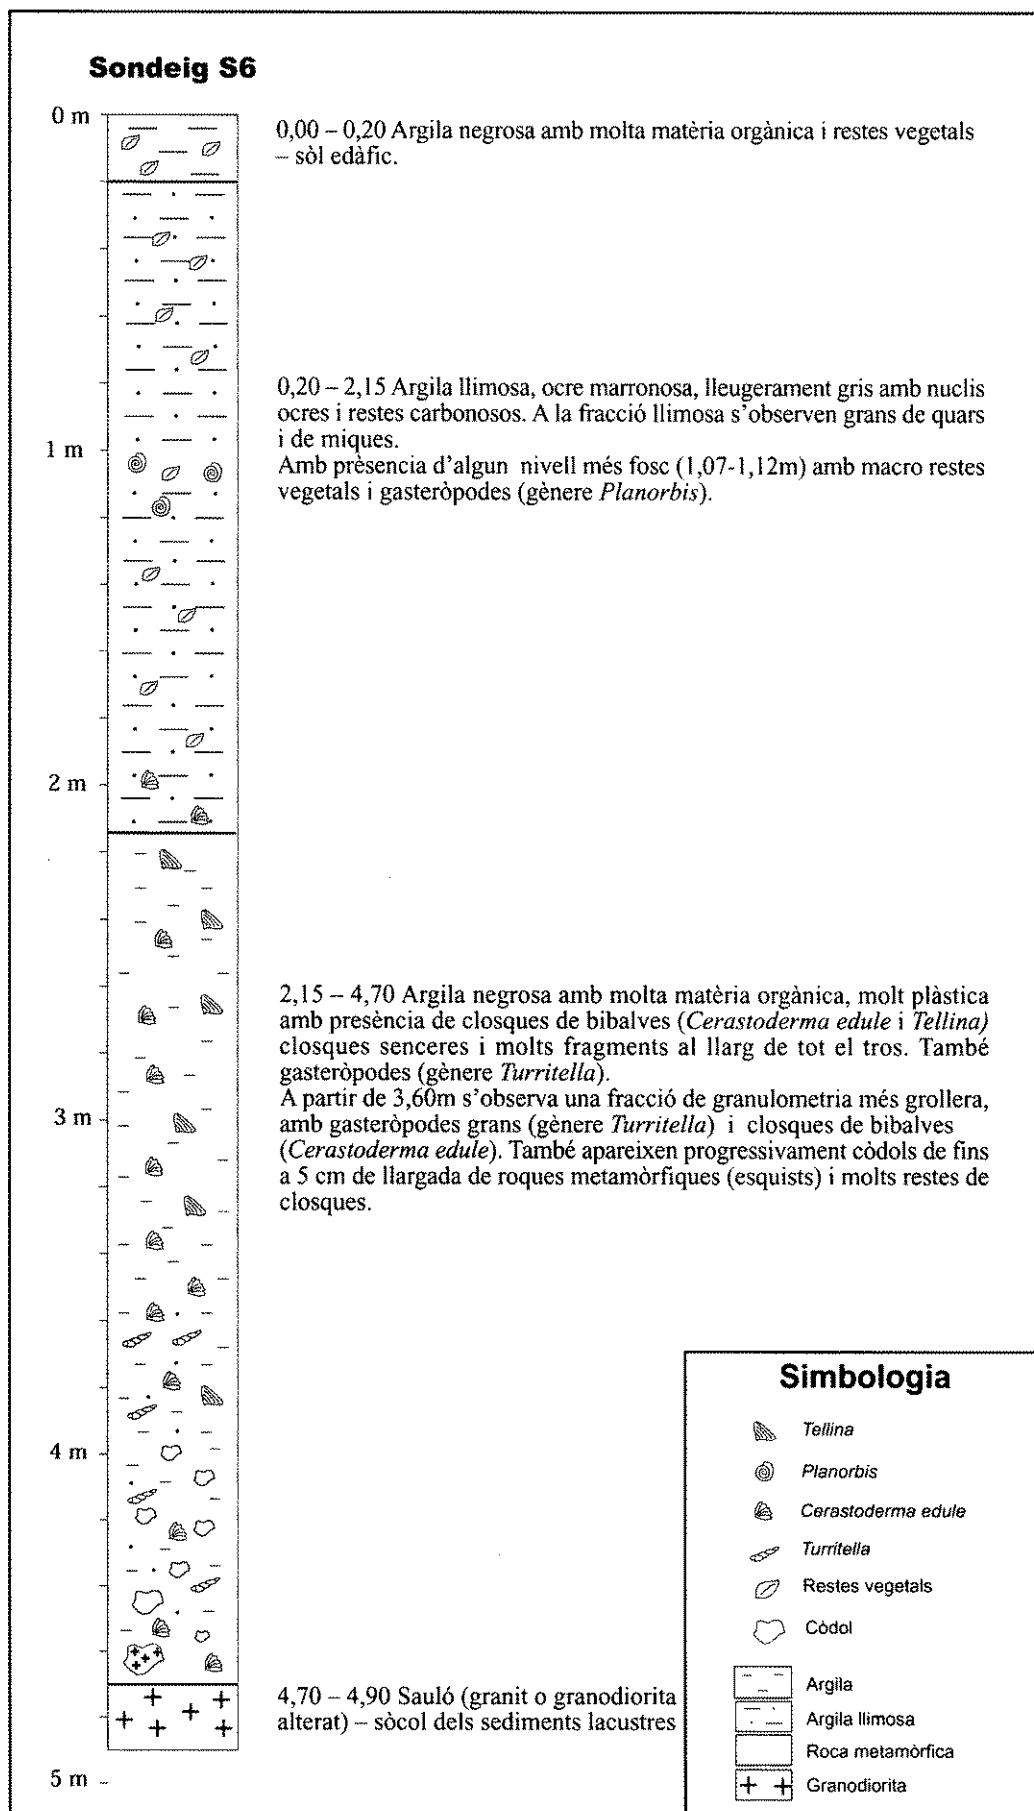 Sondeig S6
0 m
0,00 – 0,20 Argila negrosa amb molta matèria orgànica i restes vegetals
– sòl edàfic.
0,20 – 2,15 Argila llimosa, ocre marronosa, lleugerament gris amb nuclis
ocres i restes carbonosos. A la fracció llimosa s'observen grans de quars
i de miques.
1 m
Amb prèsencia d'algun nivell més fosc (1,07-1,12m) amb macro restes
vegetals i gasteròpodes (gènere Planorbis).
2 m
2,15 – 4,70 Argila negrosa amb molta matèria orgànica, molt plàstica
amb presència de closques de bibalves (Cerastoderma edule i Tellina)
closques senceres i molts fragments al llarg de tot el tros. També
gasteròpodes (gènere Turritella).
A partir de 3,60m s'observa una fracció de granulometria més grollera,
3 m
amb gasteròpodes grans (gènere Turritella) i closques de bibalves
(Cerastoderma edule). També apareixen progressivament còdols de fins
a 5 cm de llargada de roques metamòrfiques (esquists) i molts restes de
closques.
4 m
4,70 – 4,90 Sauló (granit o granodiorita
alterat) – sòcol dels sediments lacustres
5 m
Simbologia
Tellina
Planorbis
Cerastoderma edule
Turritella
Restes vegetals
Còdol
Argila
Argila llimosa
Roca metamòrfica
Granodiorita